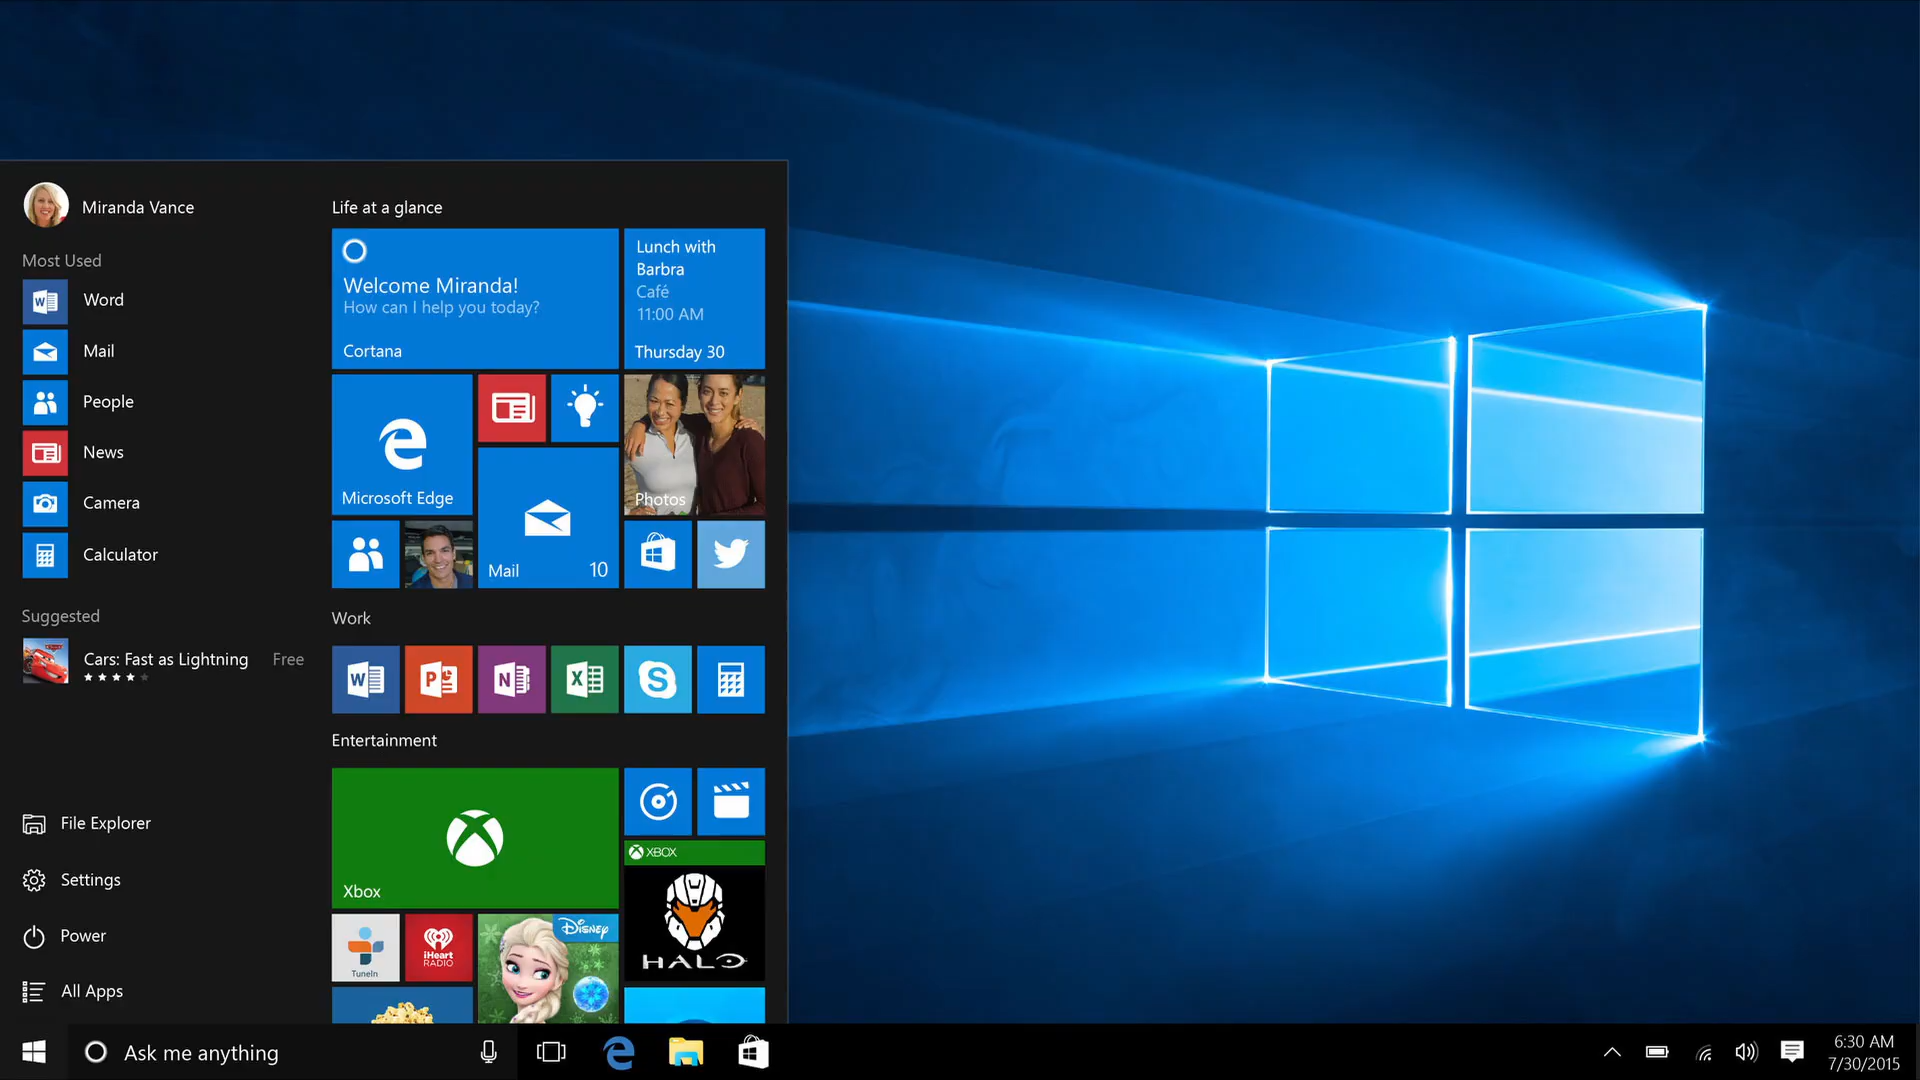 Miranda Vance
Most Used
Word
Mail
People
News
Camera
Calculator
Suggested
Cars: Fast as Lightning Free
File Explorer
Settings
Power
All Apps
Life at a glance
Welcome Miranda!
How can I help you today?
Cortana
Lunch with
Barbra
Café
11:00 AM
Thursday 30
Microsoft Edge
Photos
Mail 10
Work
W
P
N
X
S
Entertainment
Xbox
XBOX
HALO
TuneIn
iHeart
RADIO
Disney
Ask me anything
6:30 AM
7/30/2015